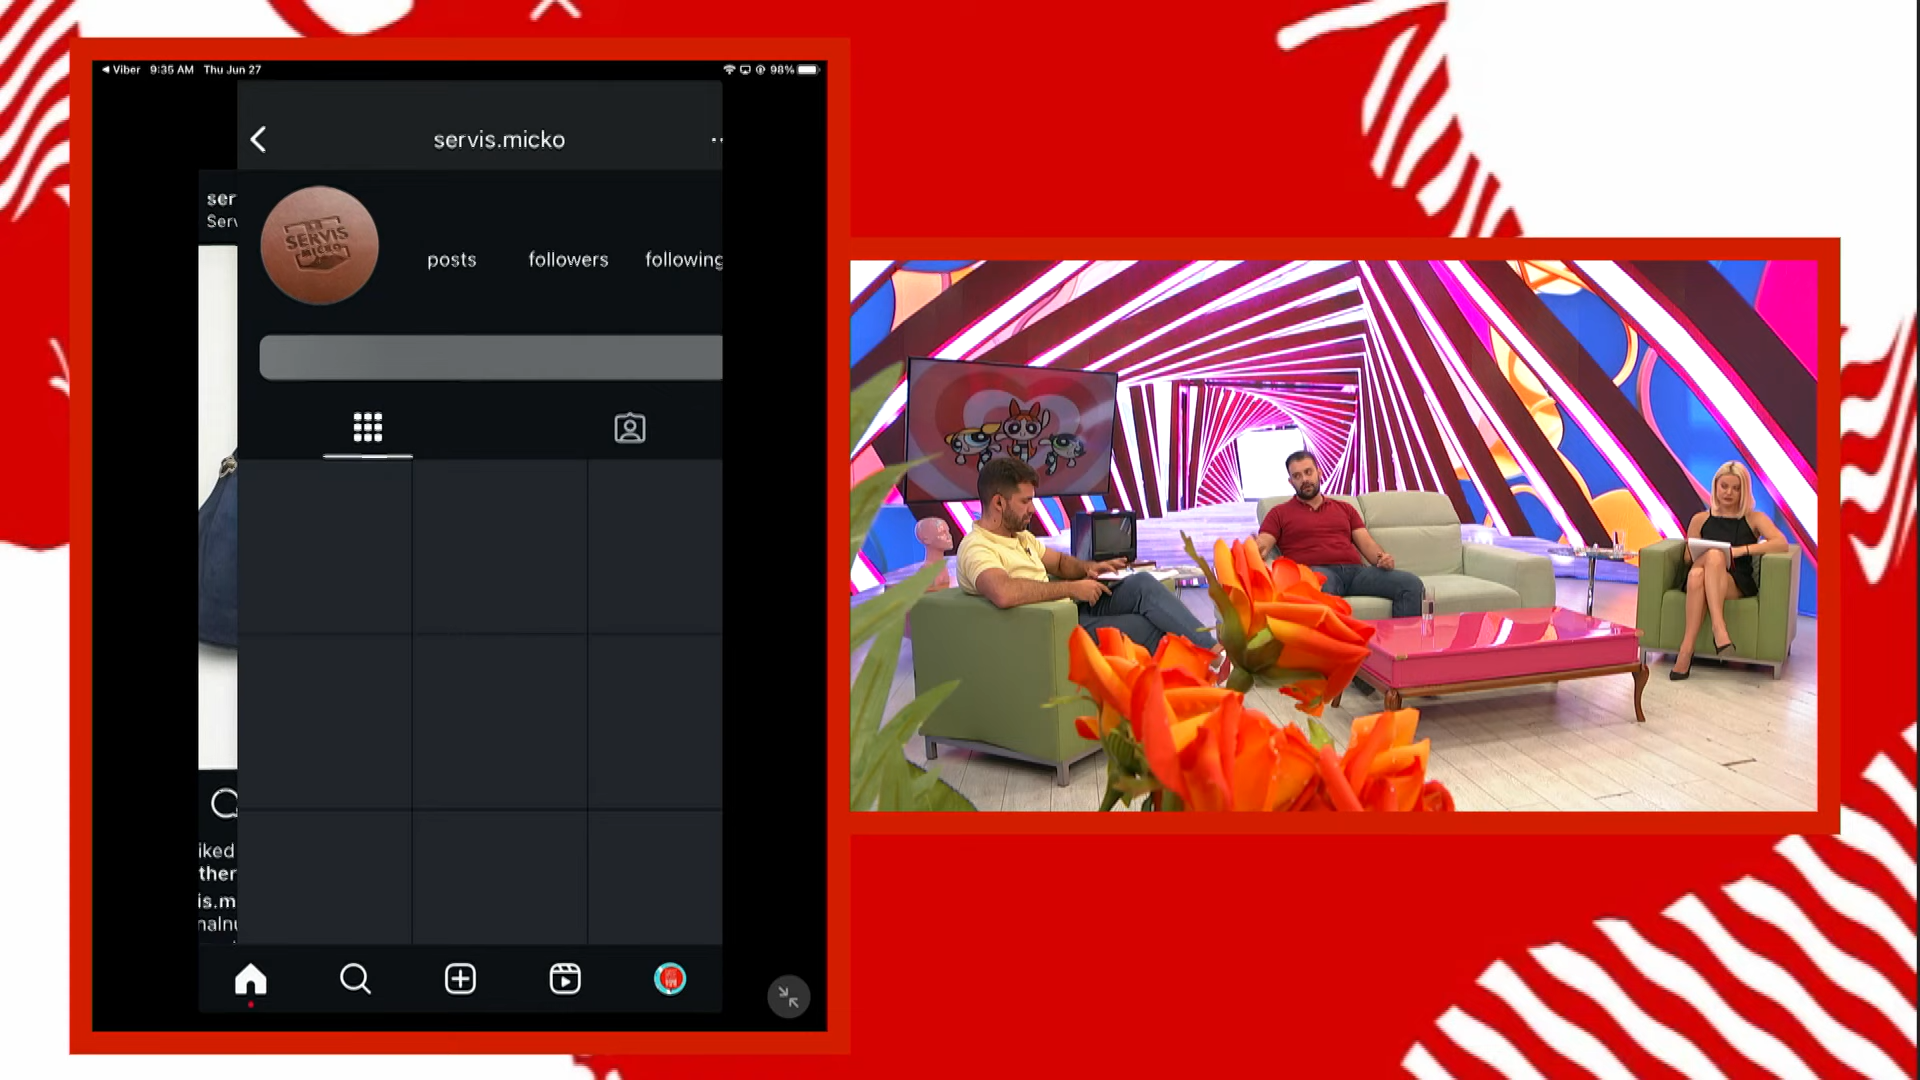 Viber 9:35 AM Thu Jun 27
98%
servis.micko
ser
Serv
SERVIS
MICKO
posts followers following
iked
ther
is.m
nalnu